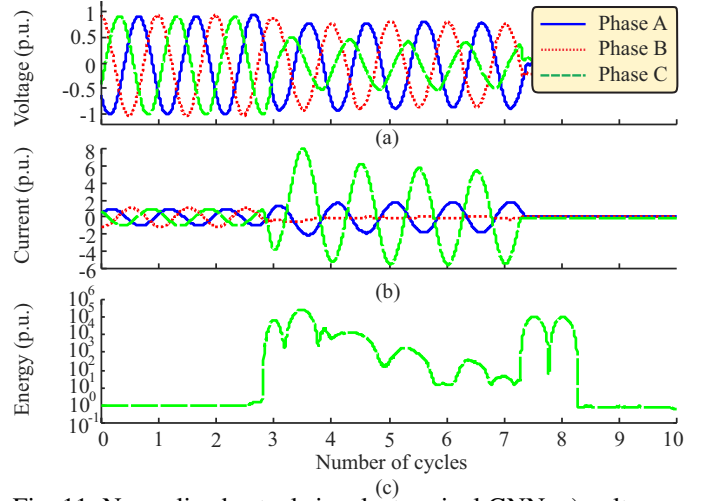 Phase A
Phase B
Phase C
Voltage (p.u.)
1
0.5
0
-0.5
-1
(a)
Current (p.u.)
8
6
4
2
0
-2
-4
-6
(b)
Energy (p.u.)
10^6
10^5
10^4
10^3
10^2
10^1
10^0
10^-1
0 1 2 3 4 5 6 7 8 9 10
Number of cycles
(c)